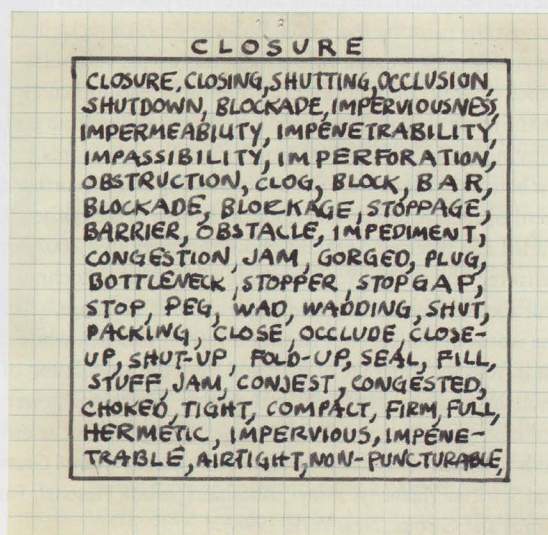 CLOSURE
CLOSURE, CLOSING, SHUTTING, OCCLUSION,
SHUTDOWN, BLOCKADE, IMPERVIOUSNESS,
IMPERMEABILITY, IMPENETRABILITY,
IMPASSIBILITY, IMPERFORATION,
OBSTRUCTION, CLOG, BLOCK, BAR,
BLOCKADE, BLOCKAGE, STOPPAGE,
BARRIER, OBSTACLE, IMPEDIMENT,
CONGESTION, JAM, GORGED, PLUG,
BOTTLENECK, STOPPER, STOPGAP,
STOP, PEG, WAD, WADDING, SHUT,
PACKING, CLOSE, OCCLUDE, CLOSE-
UP, SHUT-UP, FOLD-UP, SEAL, FILL,
STUFF, JAM, CONJEST, CONGESTED,
CHOKED, TIGHT, COMPACT, FIRM, FULL,
HERMETIC, IMPERVIOUS, IMPENE-
TRABLE, AIRTIGHT, NON-PUNCTURABLE,